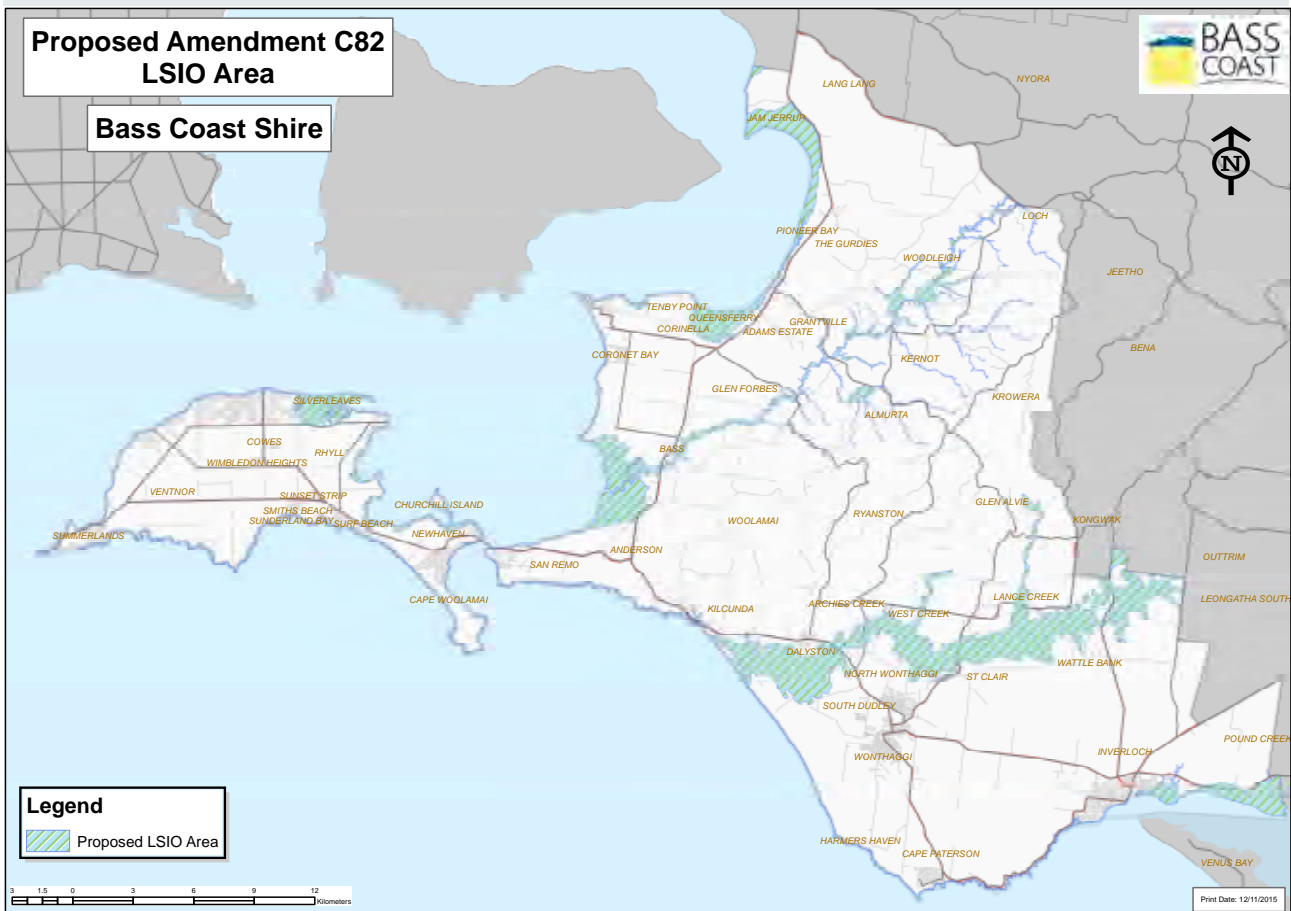 Proposed Amendment C82
LSIO Area
Bass Coast Shire
BASS
COAST
N
LANG LANG
NYORA
JAM JERRUP
LOCH
PIONEER BAY
THE GURDIES
WOODLEIGH
JEETHO
TENBY POINT
QUEENSFERRY
CORINELLA
ADAMS ESTATE
GRANTVILLE
CORONET BAY
KERNOT
BENA
GLEN FORBES
KROWERA
SILVERLEAVES
ALMURTA
COWES
RHYLL
BASS
WIMBLEDON HEIGHTS
VENTNOR
SUNSET STRIP
CHURCHILL ISLAND
GLEN ALVIE
SMITHS BEACH
SUNDERLAND BAY
SURF BEACH
WOOLAMAI
RYANSTON
KONGWAK
SUMMERLANDS
NEWHAVEN
ANDERSON
OUTTRIM
SAN REMO
CAPE WOOLAMAI
KILCUNDA
ARCHIES CREEK
WEST CREEK
LANCE CREEK
LEONGATHA SOUTH
DALYSTON
WATTLE BANK
NORTH WONTHAGGI
ST CLAIR
SOUTH DUDLEY
POUND CREEK
WONTHAGGI
INVERLOCH
HARMERS HAVEN
CAPE PATERSON
VENUS BAY
Legend
Proposed LSIO Area
3 1.5 0 3 6 9 12
Kilometers
Print Date: 12/11/2015